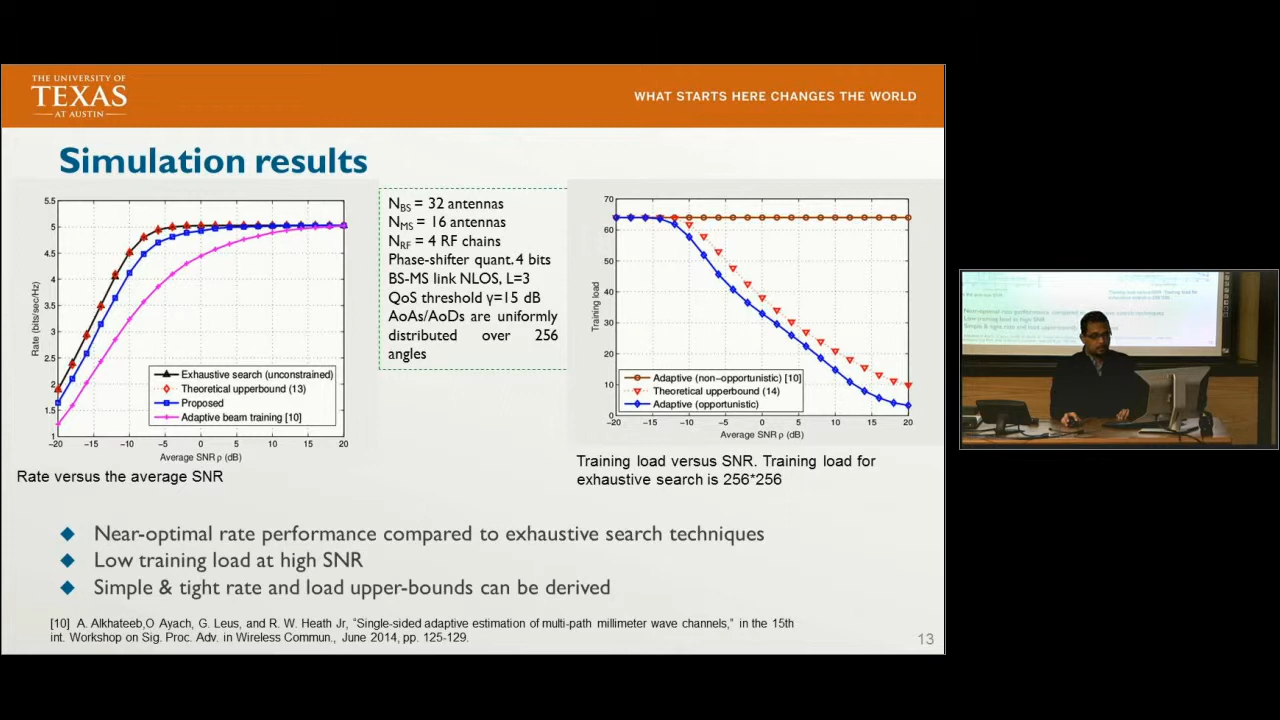 THE UNIVERSITY OF
TEXAS
AT AUSTIN
WHAT STARTS HERE CHANGES THE WORLD
Simulation results
5.5
5
4.5
4
3.5
3
2.5
2
1.5
1
Rate (bits/sec/Hz)
Exhaustive search (unconstrained)
Theoretical upperbound (13)
Proposed
Adaptive beam training [10]
−20 −15 −10 −5 0 5 10 15 20
Average SNR ρ (dB)
Rate versus the average SNR
N_BS = 32 antennas
N_MS = 16 antennas
N_RF = 4 RF chains
Phase-shifter quant. 4 bits
BS-MS link NLOS, L=3
QoS threshold γ=15 dB
AoAs/AoDs are uniformly
distributed over 256
angles
70
60
50
40
30
20
10
0
Training load
Adaptive (non-opportunistic) [10]
Theoretical upperbound (14)
Adaptive (opportunistic)
−20 −15 −10 −5 0 5 10 15 20
Average SNR ρ (dB)
Training load versus SNR. Training load for
exhaustive search is 256*256
Near-optimal rate performance compared to exhaustive search techniques
Low training load at high SNR
Simple & tight rate and load upper-bounds can be derived
[10] A. Alkhateeb,O Ayach, G. Leus, and R. W. Heath Jr, “Single-sided adaptive estimation of multi-path millimeter wave channels,” in the 15th
int. Workshop on Sig. Proc. Adv. in Wireless Commun., June 2014, pp. 125-129.
13